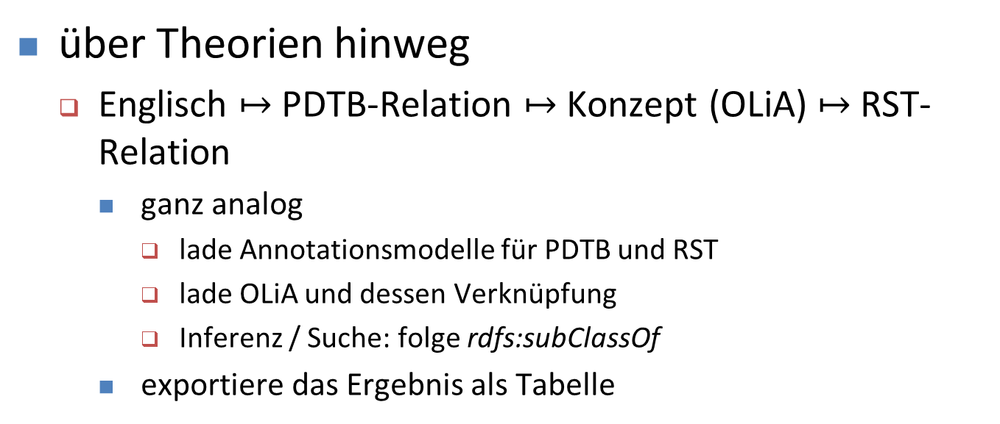 über Theorien hinweg
Englisch ↦ PDTB-Relation ↦ Konzept (OLiA) ↦ RST-
Relation
ganz analog
lade Annotationsmodelle für PDTB und RST
lade OLiA und dessen Verknüpfung
Inferenz / Suche: folge rdfs:subClassOf
exportiere das Ergebnis als Tabelle